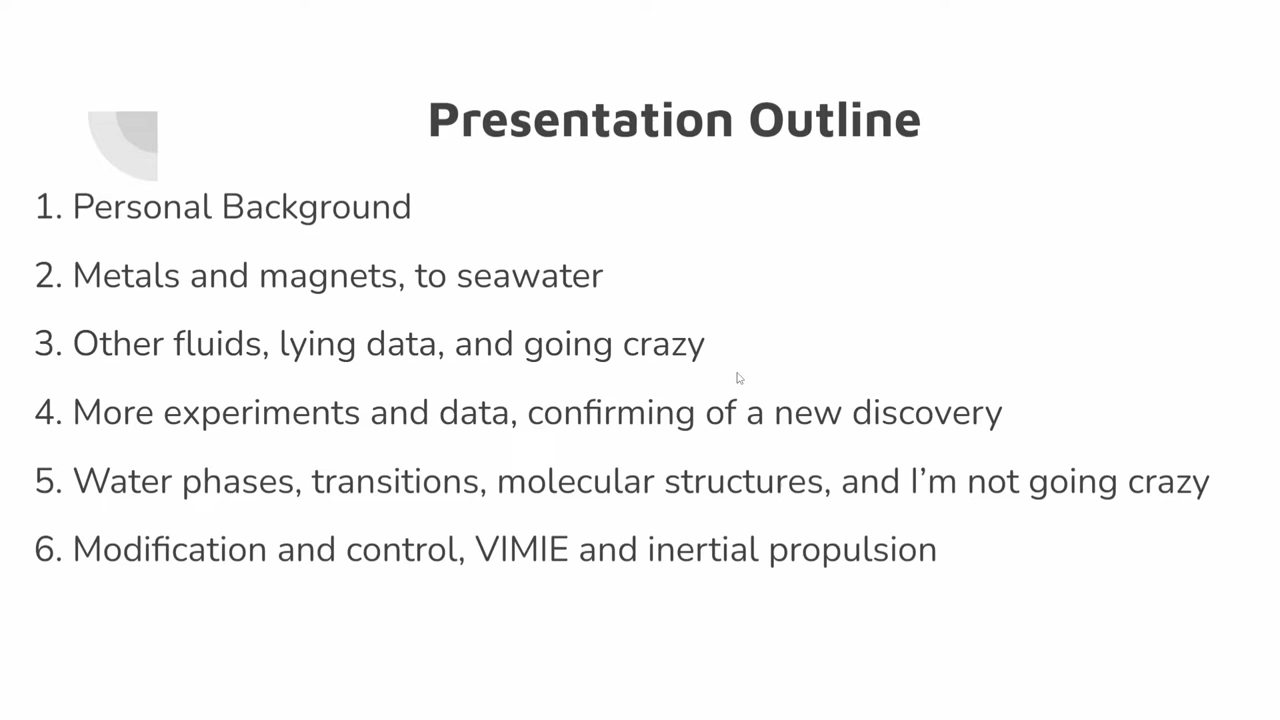 Presentation Outline
1. Personal Background
2. Metals and magnets, to seawater
3. Other fluids, lying data, and going crazy
4. More experiments and data, confirming of a new discovery
5. Water phases, transitions, molecular structures, and I'm not going crazy
6. Modification and control, VIMIE and inertial propulsion